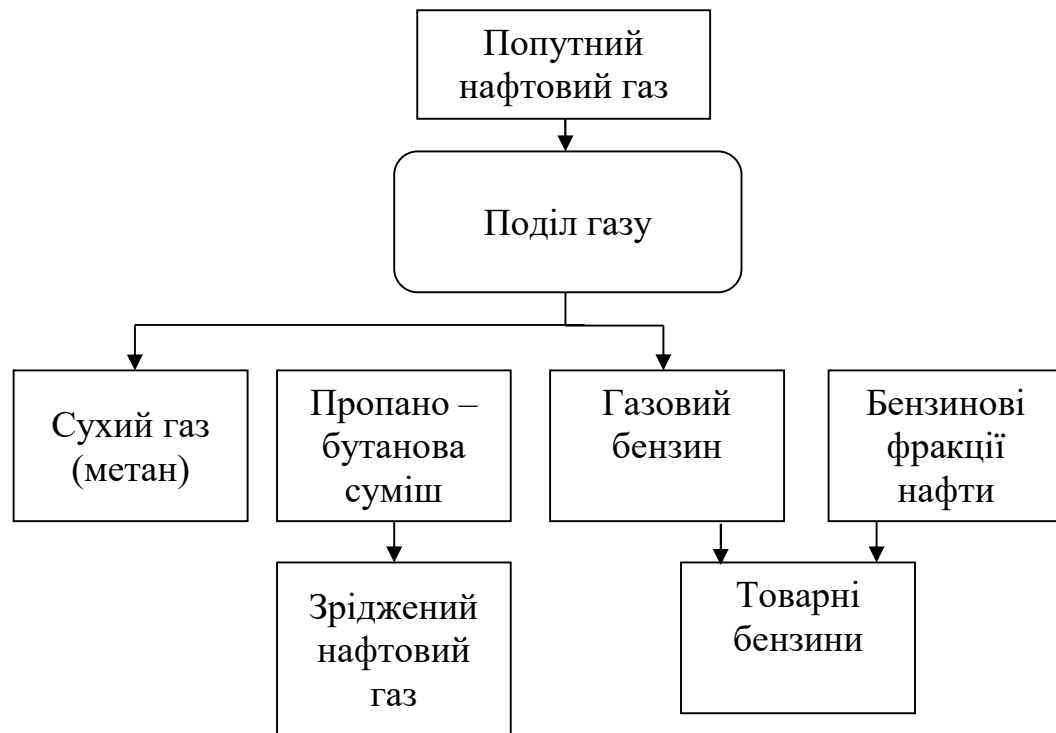 Попутний
нафтовий газ
Поділ газу
Сухий газ
(метан)
Пропано –
бутанова
суміш
Газовий
бензин
Бензинові
фракції
нафти
Зріджений
нафтовий
газ
Товарні
бензини